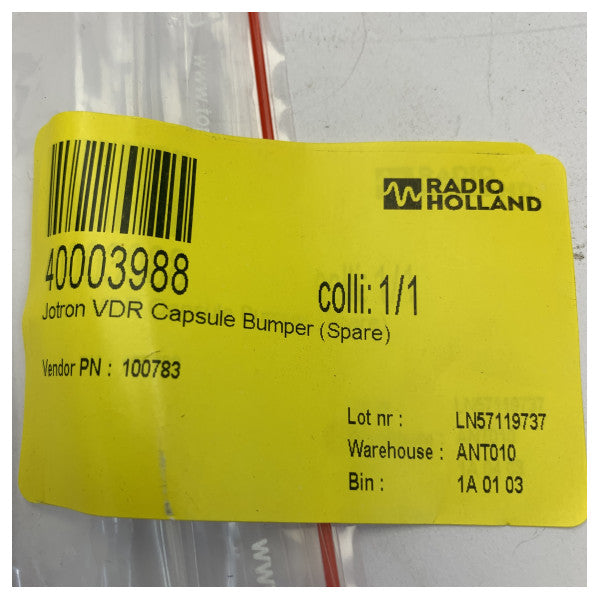 RADIO
HOLLAND
40003988
colli: 1/1
Jotron VDR Capsule Bumper (Spare)
Vendor PN : 100783
Lot nr : LN57119737
Warehouse : ANT010
Bin : 1A 01 03
www